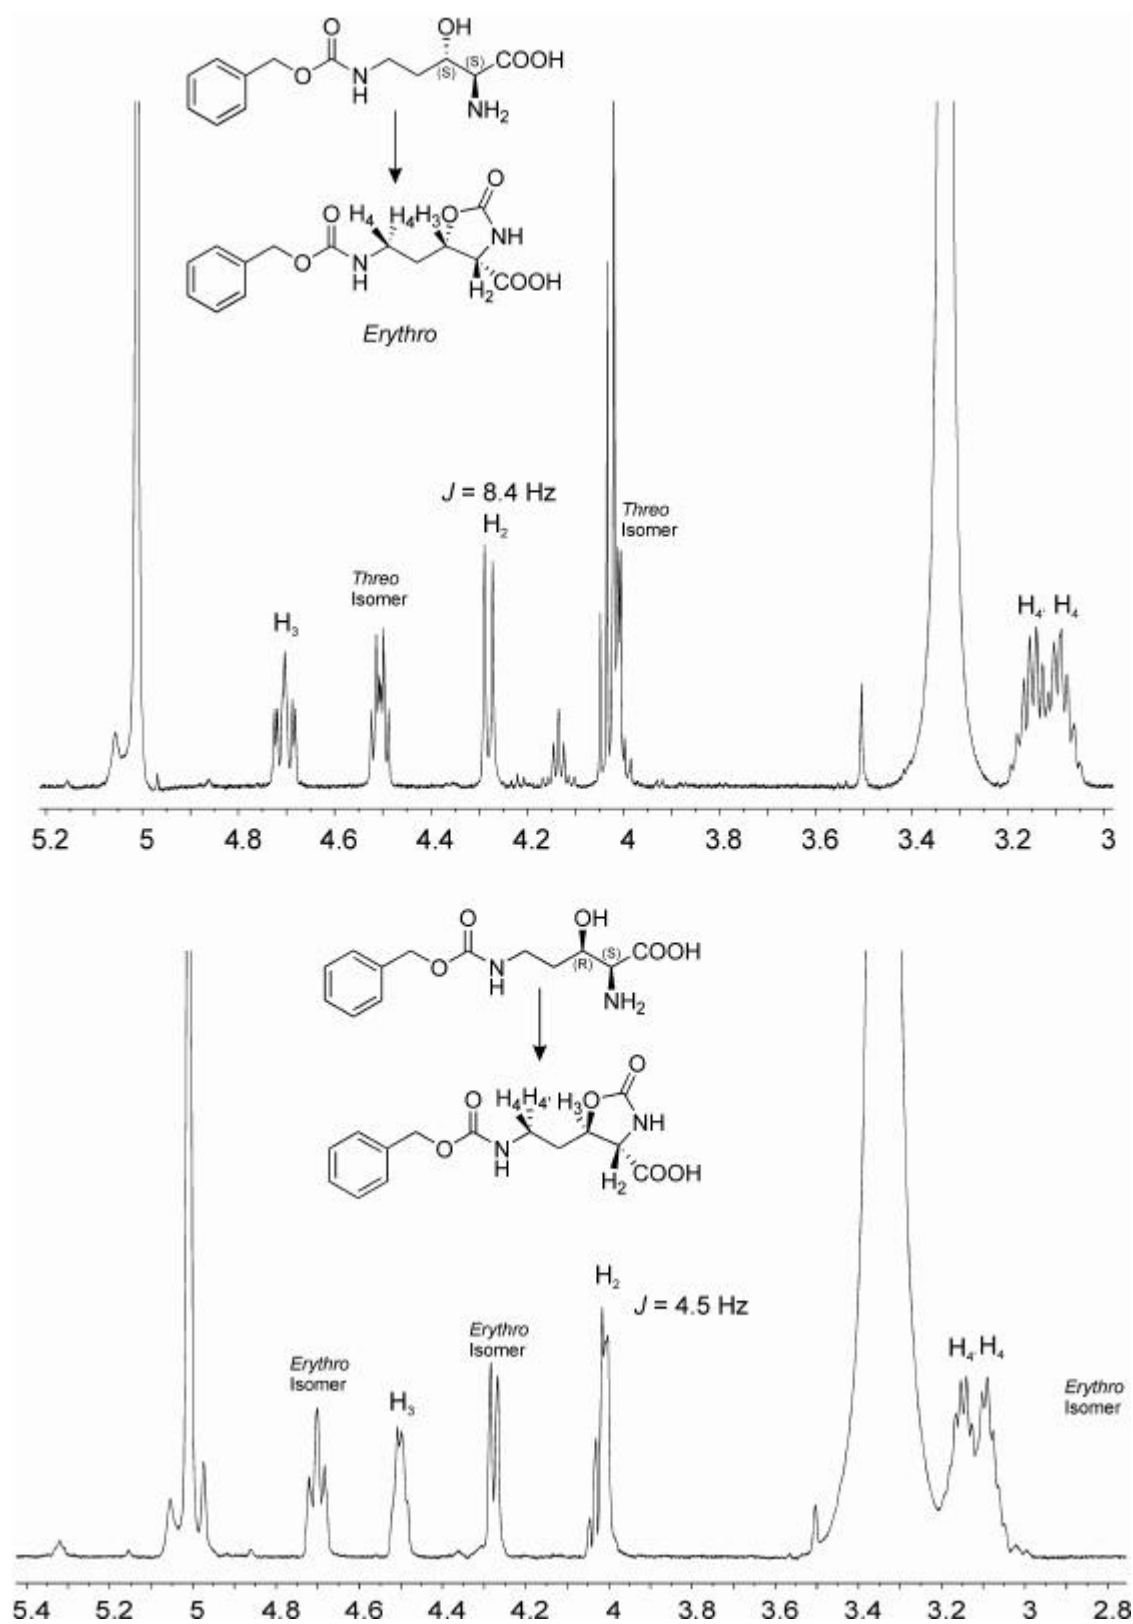 OH
O
(S)
(S)
COOH
O
N
H
NH₂
O
H₄
H₄H₃
O
O
NH
O
N
H
H₂
COOH
Erythro
J = 8.4 Hz
H₂
Threo
Isomer
Threo
Isomer
H₃
H₄'
H₄
5.2 5 4.8 4.6 4.4 4.2 4 3.8 3.6 3.4 3.2 3
OH
O
(S)
COOH
(R)
O
N
H
NH₂
O
H₄H₄'
H₃
O
O
NH
O
N
H
H₂
COOH
H₂
J = 4.5 Hz
Erythro
Isomer
Erythro
Isomer
H₃
H₄
H₄
Erythro
Isomer
5.4 5.2 5 4.8 4.6 4.4 4.2 4 3.8 3.6 3.4 3.2 3 2.8